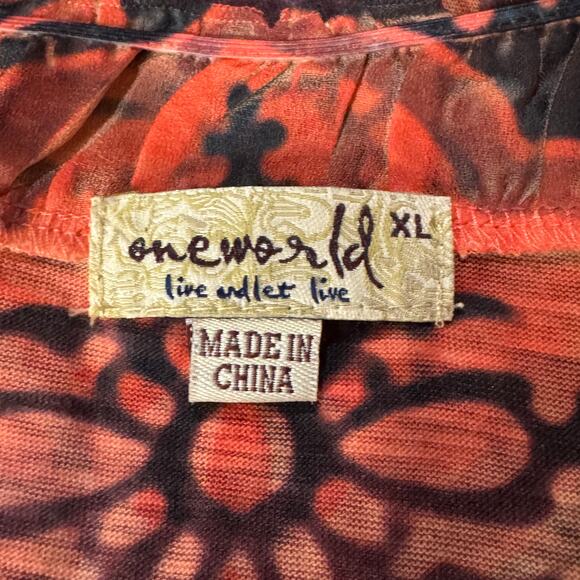 oneworld XL
live and let live
MADE IN
CHINA